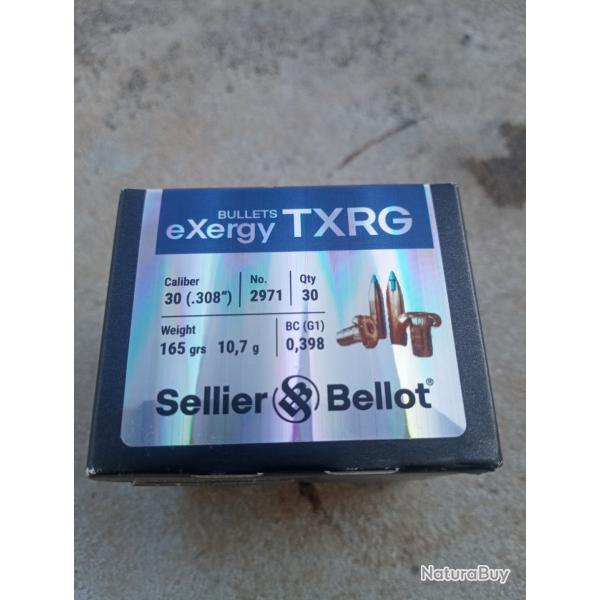 BULLETS
eXergy TXRG
Caliber No. Qty
30 (.308“) 2971 30
Weight BC (G1)
165 grs 10,7 g 0,398
Sellier SB Bellot®
NaturaBuy